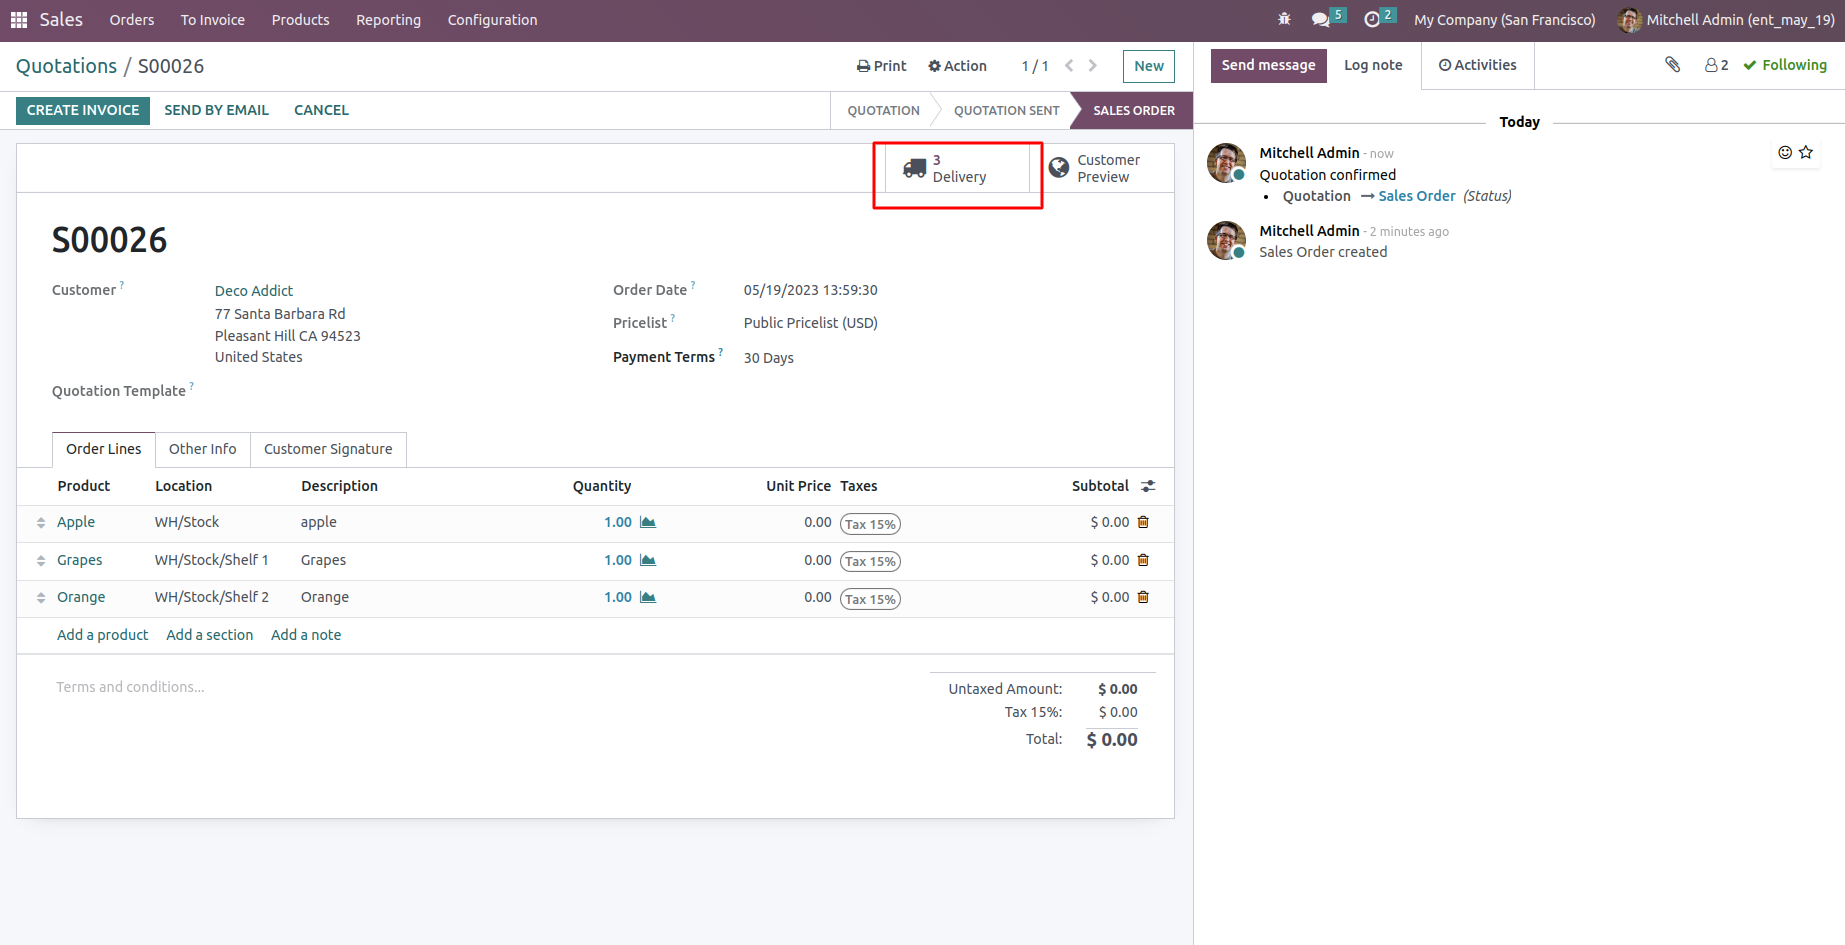 Sales Orders To Invoice Products Reporting Configuration 5 2 My Company (San Francisco) Mitchell Admin (ent_may_19)
Quotations / S00026 Print Action 1 / 1 New
CREATE INVOICE SEND BY EMAIL CANCEL QUOTATION QUOTATION SENT SALES ORDER
3
Delivery
Customer
Preview
S00026
Customer ? Deco Addict
77 Santa Barbara Rd
Pleasant Hill CA 94523
United States
Quotation Template ?
Order Date ? 05/19/2023 13:59:30
Pricelist ? Public Pricelist (USD)
Payment Terms ? 30 Days
Order Lines Other Info Customer Signature
Product Location Description Quantity Unit Price Taxes Subtotal
Apple WH/Stock apple 1.00 0.00 Tax 15% $ 0.00
Grapes WH/Stock/Shelf 1 Grapes 1.00 0.00 Tax 15% $ 0.00
Orange WH/Stock/Shelf 2 Orange 1.00 0.00 Tax 15% $ 0.00
Add a product Add a section Add a note
Terms and conditions...
Untaxed Amount: $ 0.00
Tax 15%: $ 0.00
Total: $ 0.00
Send message Log note Activities 2 Following
Today
Mitchell Admin - now
Quotation confirmed
• Quotation → Sales Order (Status)
Mitchell Admin - 2 minutes ago
Sales Order created